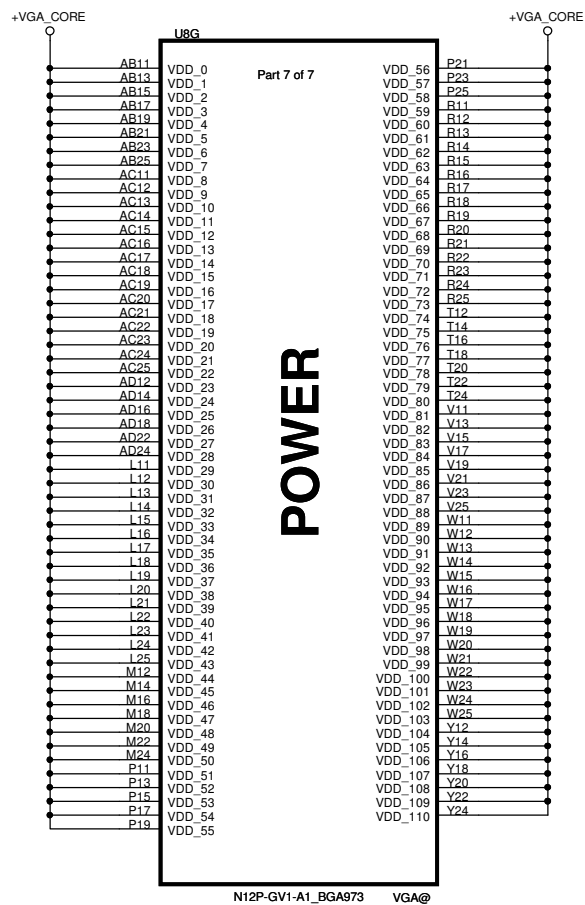 +VGA_CORE +VGA_CORE
U8G
Part 7 of 7
AB11 VDD_0 VDD_56 P21
AB13 VDD_1 VDD_57 P23
AB15 VDD_2 VDD_58 P25
AB17 VDD_3 VDD_59 R11
AB19 VDD_4 VDD_60 R12
AB21 VDD_5 VDD_61 R13
AB23 VDD_6 VDD_62 R14
AB25 VDD_7 VDD_63 R15
AC11 VDD_8 VDD_64 R16
AC12 VDD_9 VDD_65 R17
AC13 VDD_10 VDD_66 R18
AC14 VDD_11 VDD_67 R19
AC15 VDD_12 VDD_68 R20
AC16 VDD_13 VDD_69 R21
AC17 VDD_14 VDD_70 R22
AC18 VDD_15 VDD_71 R23
AC19 VDD_16 VDD_72 R24
AC20 VDD_17 VDD_73 R25
AC21 VDD_18 VDD_74 T12
AC22 VDD_19 VDD_75 T14
AC23 VDD_20 VDD_76 T16
AC24 VDD_21 VDD_77 T18
AC25 VDD_22 VDD_78 T20
AD12 VDD_23 VDD_79 T22
AD14 VDD_24 VDD_80 T24
AD16 VDD_25 VDD_81 V11
AD18 VDD_26 VDD_82 V13
AD22 VDD_27 VDD_83 V15
AD24 VDD_28 VDD_84 V17
L11 VDD_29 VDD_85 V19
L12 VDD_30 VDD_86 V21
L13 VDD_31 VDD_87 V23
L14 VDD_32 VDD_88 V25
L15 VDD_33 VDD_89 W11
L16 VDD_34 VDD_90 W12
L17 VDD_35 VDD_91 W13
L18 VDD_36 VDD_92 W14
L19 VDD_37 VDD_93 W15
L20 VDD_38 VDD_94 W16
L21 VDD_39 VDD_95 W17
L22 VDD_40 VDD_96 W18
L23 VDD_41 VDD_97 W19
L24 VDD_42 VDD_98 W20
L25 VDD_43 VDD_99 W21
M12 VDD_44 VDD_100 W22
M14 VDD_45 VDD_101 W23
M16 VDD_46 VDD_102 W24
M18 VDD_47 VDD_103 W25
M20 VDD_48 VDD_104 Y12
M22 VDD_49 VDD_105 Y14
M24 VDD_50 VDD_106 Y16
P11 VDD_51 VDD_107 Y18
P13 VDD_52 VDD_108 Y20
P15 VDD_53 VDD_109 Y22
P17 VDD_54 VDD_110 Y24
P19 VDD_55
POWER
N12P-GV1-A1_BGA973 VGA@